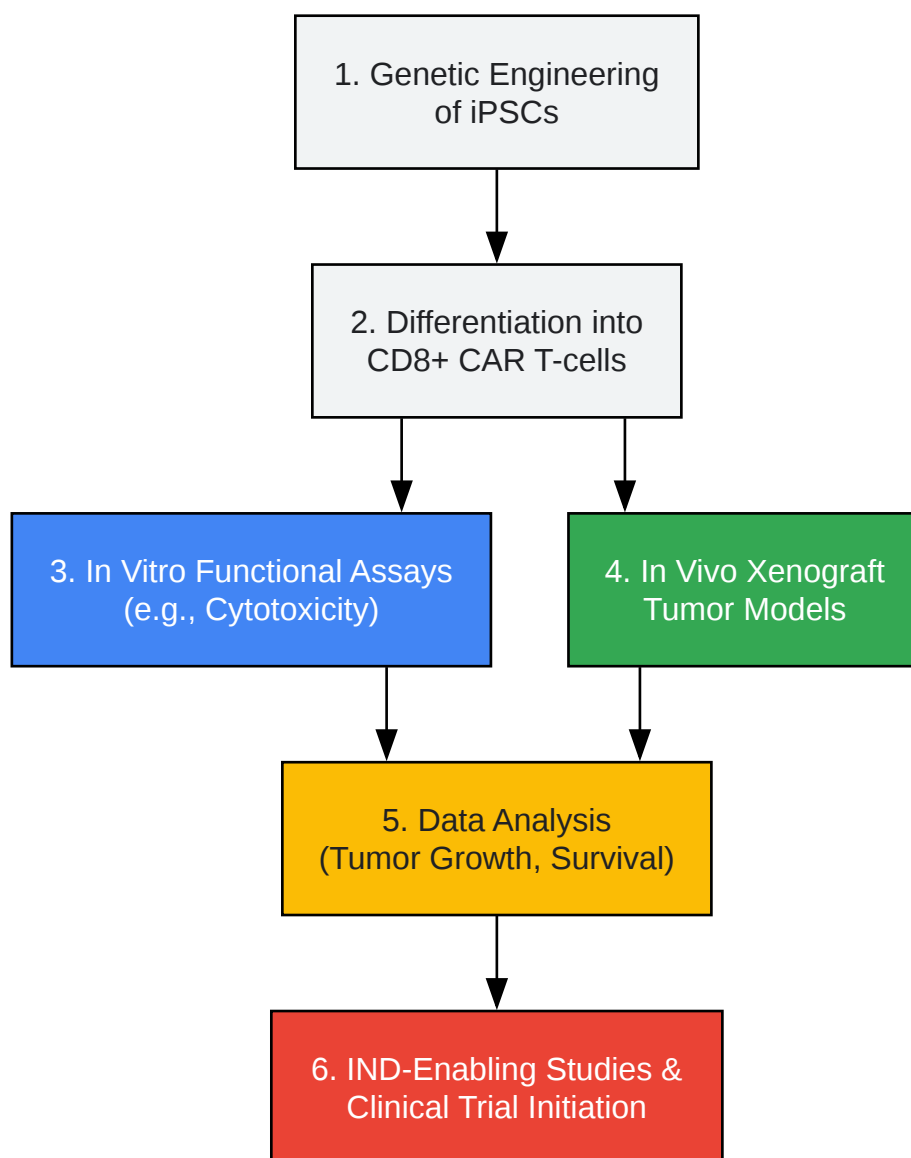 1. Genetic Engineering
of iPSCs
2. Differentiation into
CD8+ CAR T-cells
3. In Vitro Functional Assays
(e.g., Cytotoxicity)
4. In Vivo Xenograft
Tumor Models
5. Data Analysis
(Tumor Growth, Survival)
6. IND-Enabling Studies &
Clinical Trial Initiation